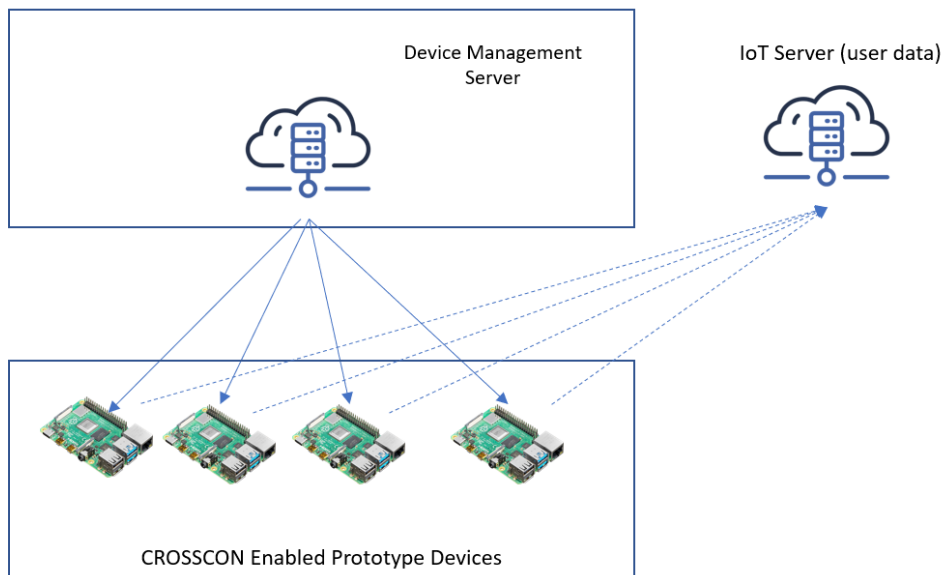 Device Management
Server
IoT Server (user data)
CROSSCON Enabled Prototype Devices